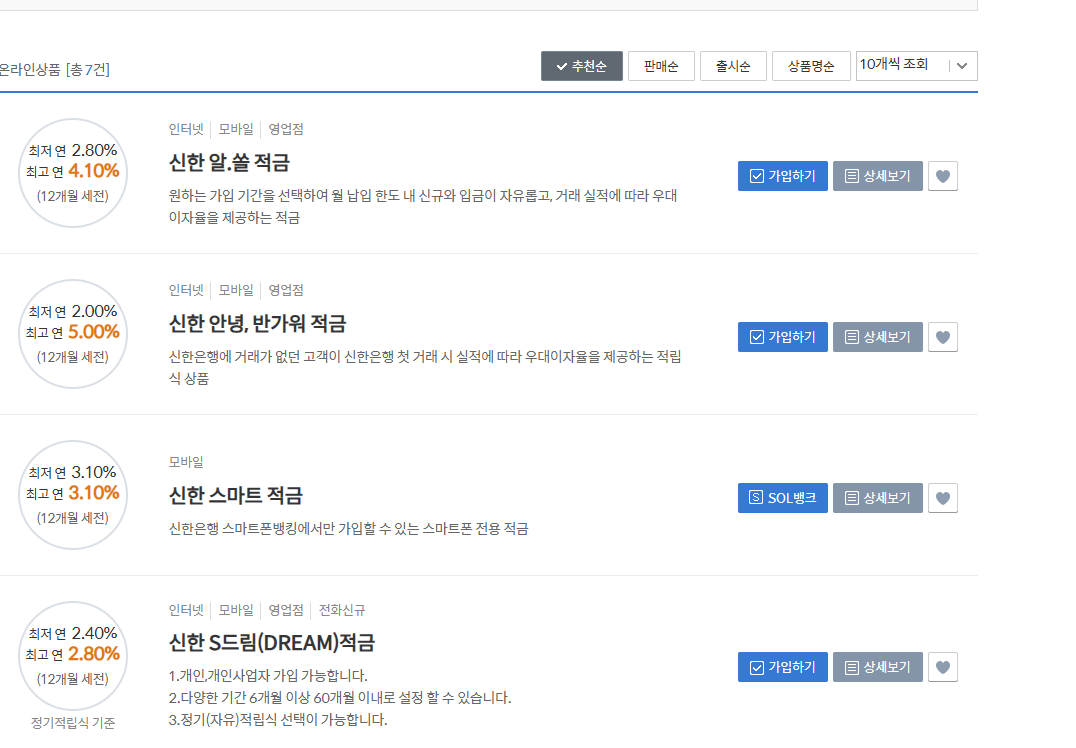 온라인상품 [총 7건]
추천순 판매순 출시순 상품명순 10개씩 조회
최저 연 2.80%
최고 연 4.10%
(12개월 세전)
인터넷 모바일 영업점
신한 알.쏠 적금
원하는 가입 기간을 선택하여 월 납입 한도 내 신규와 입금이 자유롭고, 거래 실적에 따라 우대
이자율을 제공하는 적금
가입하기 상세보기
최저 연 2.00%
최고 연 5.00%
(12개월 세전)
인터넷 모바일 영업점
신한 안녕, 반가워 적금
신한은행에 거래가 없던 고객이 신한은행 첫 거래 시 실적에 따라 우대이자율을 제공하는 적립
식 상품
가입하기 상세보기
최저 연 3.10%
최고 연 3.10%
(12개월 세전)
모바일
신한 스마트 적금
신한은행 스마트폰뱅킹에서만 가입할 수 있는 스마트폰 전용 적금
SOL뱅크 상세보기
최저 연 2.40%
최고 연 2.80%
(12개월 세전)
정기적립식 기준
인터넷 모바일 영업점 전화신규
신한 S드림(DREAM)적금
1.개인,개인사업자 가입 가능합니다.
2.다양한 기간 6개월 이상 60개월 이내로 설정 할 수 있습니다.
3.정기(자유)적립식 선택이 가능합니다.
가입하기 상세보기